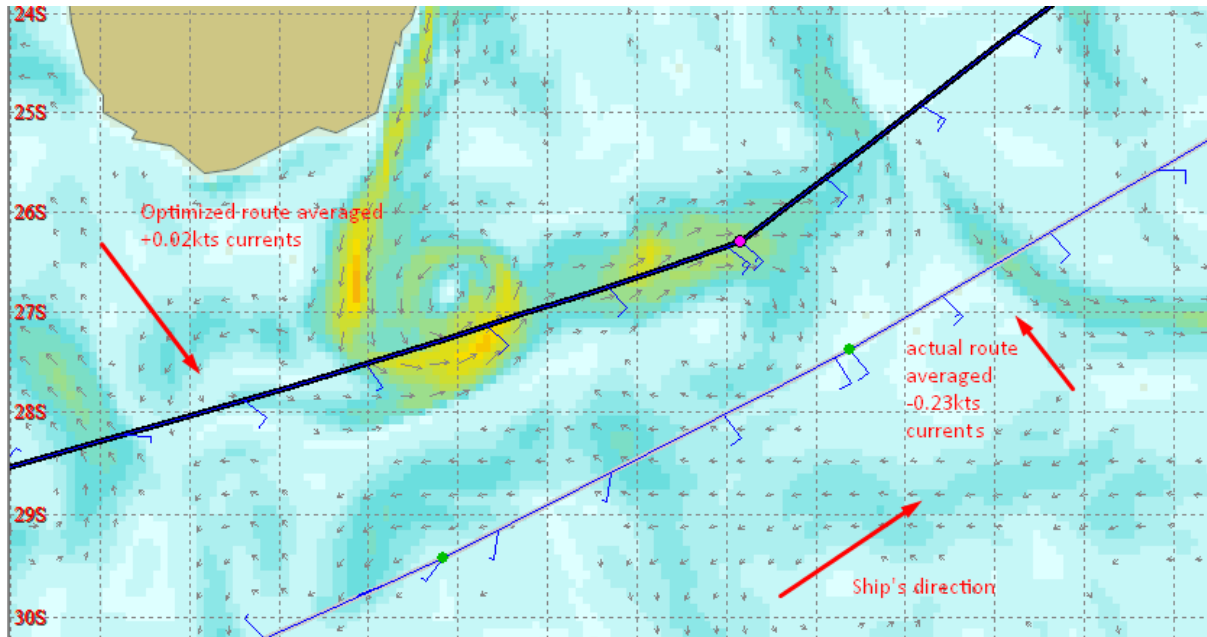 24S
25S
26S
27S
28S
29S
30S
Optimized route averaged
+0.02kts currents
actual route
averaged
-0.23kts
currents
Ship's direction